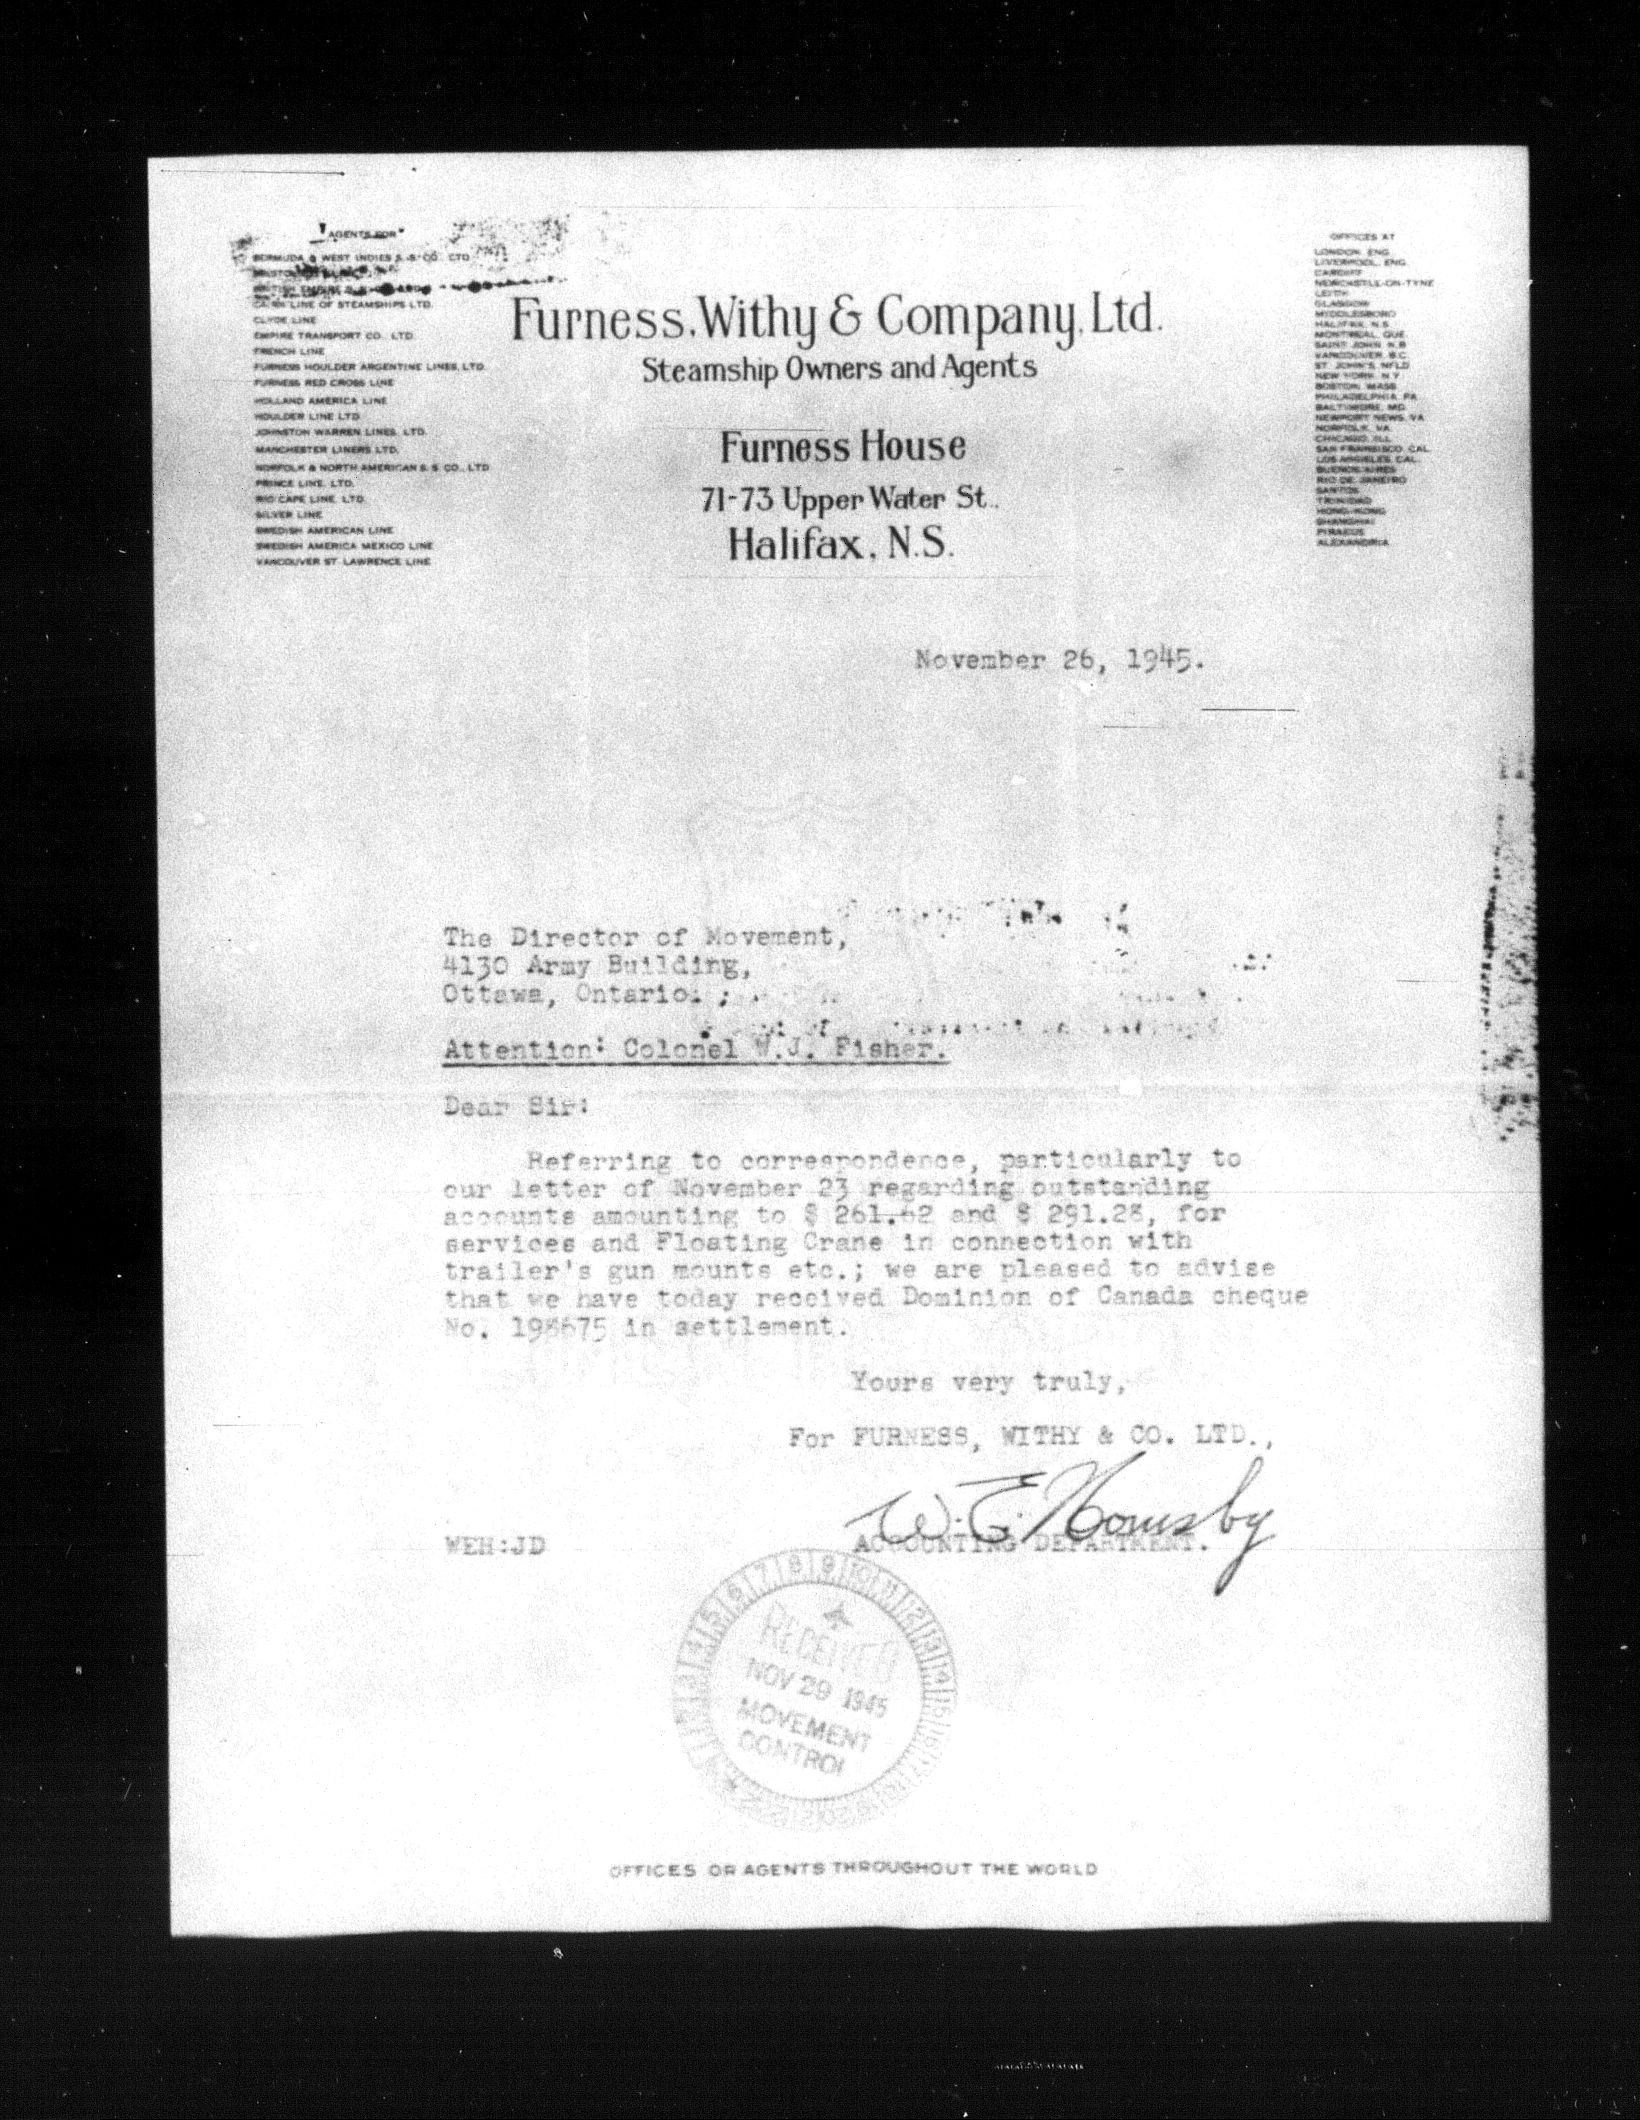 "AGENTS FOR"
BERMUDA & WEST INDIES S. S. CO. LTD
LINE OF STEAMSHIPS LTD.
CLYDE LINE
EMPIRE TRANSPORT CO. LTD.
FRENCH LINE
FURNESS HOULDER ARGENTINE LINES, LTD.
FURNESS RED CROSS LINE
HOLLAND AMERICA LINE
HOULDER LINE LTD.
JOHNSTON WARREN LINES, LTD.
MANCHESTER LINERS LTD.
NORFOLK & NORTH AMERICAN S. S. CO., LTD
PRINCE LINE, LTD.
RIO CAPE LINE, LTD.
SILVER LINE
SWEDISH AMERICAN LINE
SWEDISH AMERICA MEXICO LINE
VANCOUVER ST. LAWRENCE LINE
Furness, Withy & Company, Ltd.
Steamship Owners and Agents
Furness House
71-73 Upper Water St.,
Halifax, N.S.
OFFICES AT
LONDON, ENG.
LIVERPOOL, ENG.
CARDIFF
NEWCASTLE-ON-TYNE
LEITH
GLASGOW
MIDDLESBORO
HALIFAX, N.S.
MONTREAL, QUE.
SAINT JOHN, N.B.
VANCOUVER, B.C.
ST. JOHN'S, NFLD
NEW YORK, N.Y.
BOSTON, MASS
PHILADELPHIA, PA.
BALTIMORE, MD.
NEWPORT NEWS, VA.
NORFOLK, VA.
CHICAGO, ILL.
SAN FRANCISCO, CAL.
LOS ANGELES, CAL.
BUENOS AIRES
RIO DE JANEIRO
SANTOS
TRINIDAD
HONG-KONG
SHANGHAI
PIRAEUS
ALEXANDRIA
November 26, 1945.
The Director of Movement,
4130 Army Building,
Ottawa, Ontario.
Attention: Colonel W.J. Fisher.
Dear Sir:
Referring to correspondence, particularly to
our letter of November 23 regarding outstanding
accounts amounting to $ 261.62 and $ 291.28, for
services and Floating Crane in connection with
trailer's gun mounts etc.; we are pleased to advise
that we have today received Dominion of Canada cheque
No. 198675 in settlement.
Yours very truly,
For FURNESS, WITHY & CO. LTD.,
W. E. Hornsby
WEH:JD
ACCOUNTING DEPARTMENT.
RECEIVED
NOV 29 1945
MOVEMENT
CONTROL
OFFICES OR AGENTS THROUGHOUT THE WORLD